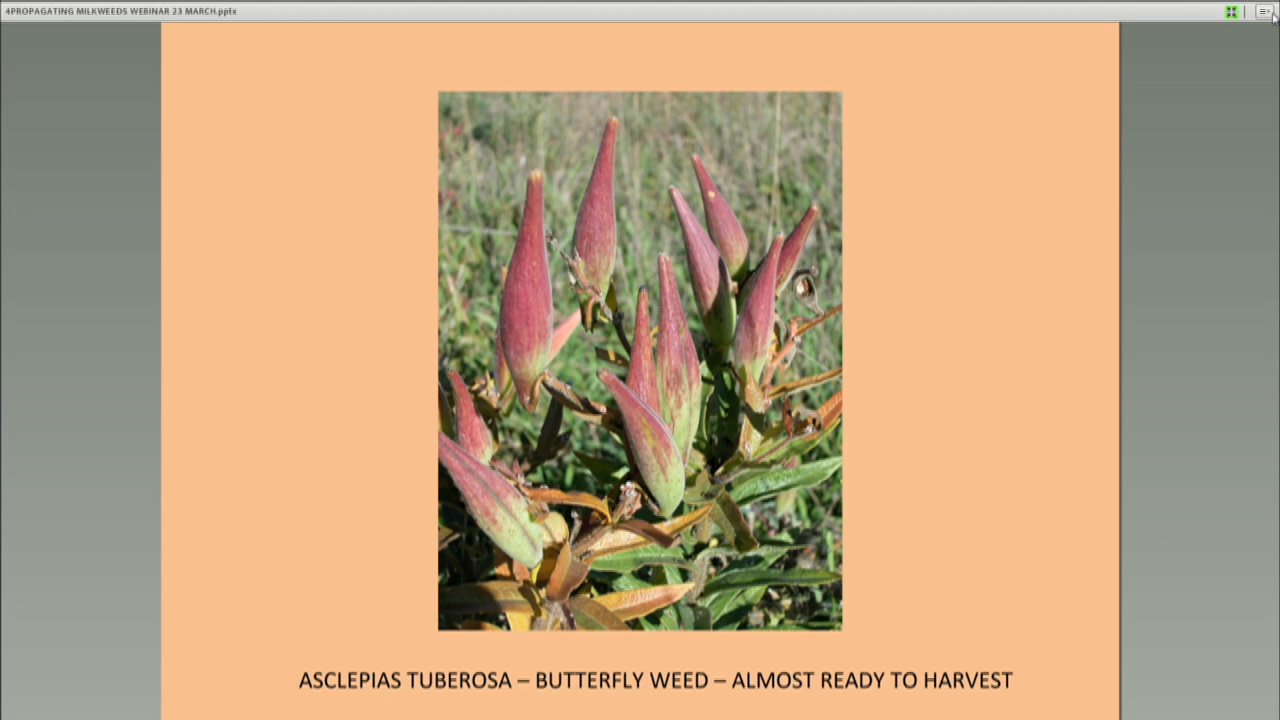 4PROPAGATING MILKWEEDS WEBINAR 23 MARCH.pptx
ASCLEPIAS TUBEROSA – BUTTERFLY WEED – ALMOST READY TO HARVEST